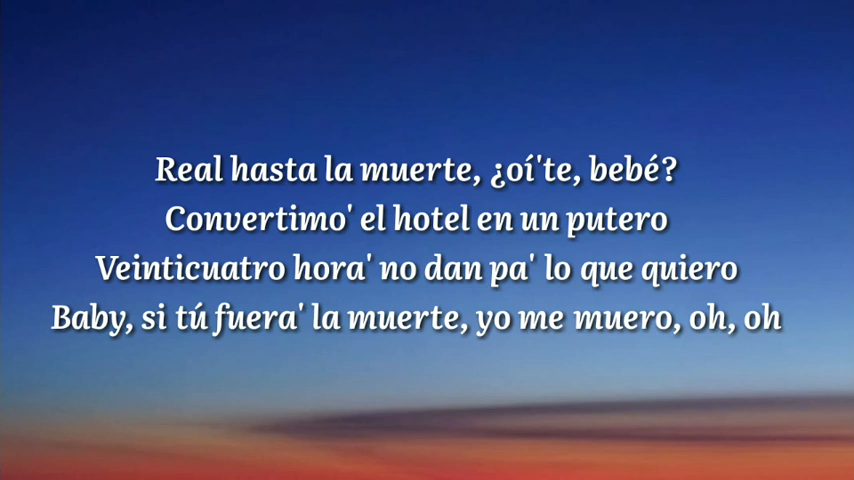 Real hasta la muerte, ¿oí'te, bebé?
Convertimo' el hotel en un putero
Veinticuatro hora' no dan pa' lo que quiero
Baby, si tú fuera' la muerte, yo me muero, oh, oh